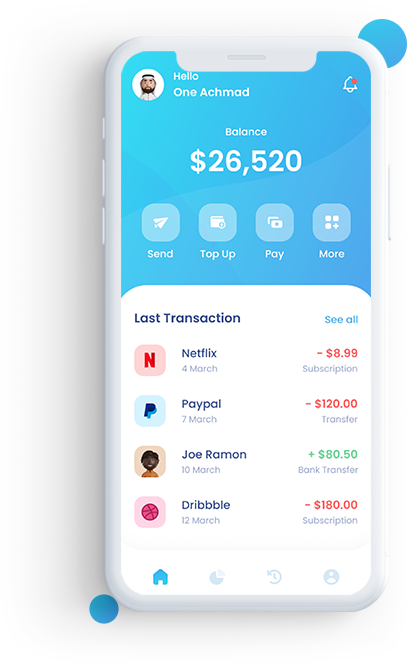 Hello
One Achmad
Balance
$26,520
Send Top Up Pay More
Last Transaction See all
Netflix - $8.99
4 March Subscription
Paypal - $120.00
7 March Transfer
Joe Ramon + $80.50
10 March Bank Transfer
Dribbble - $180.00
12 March Subscription